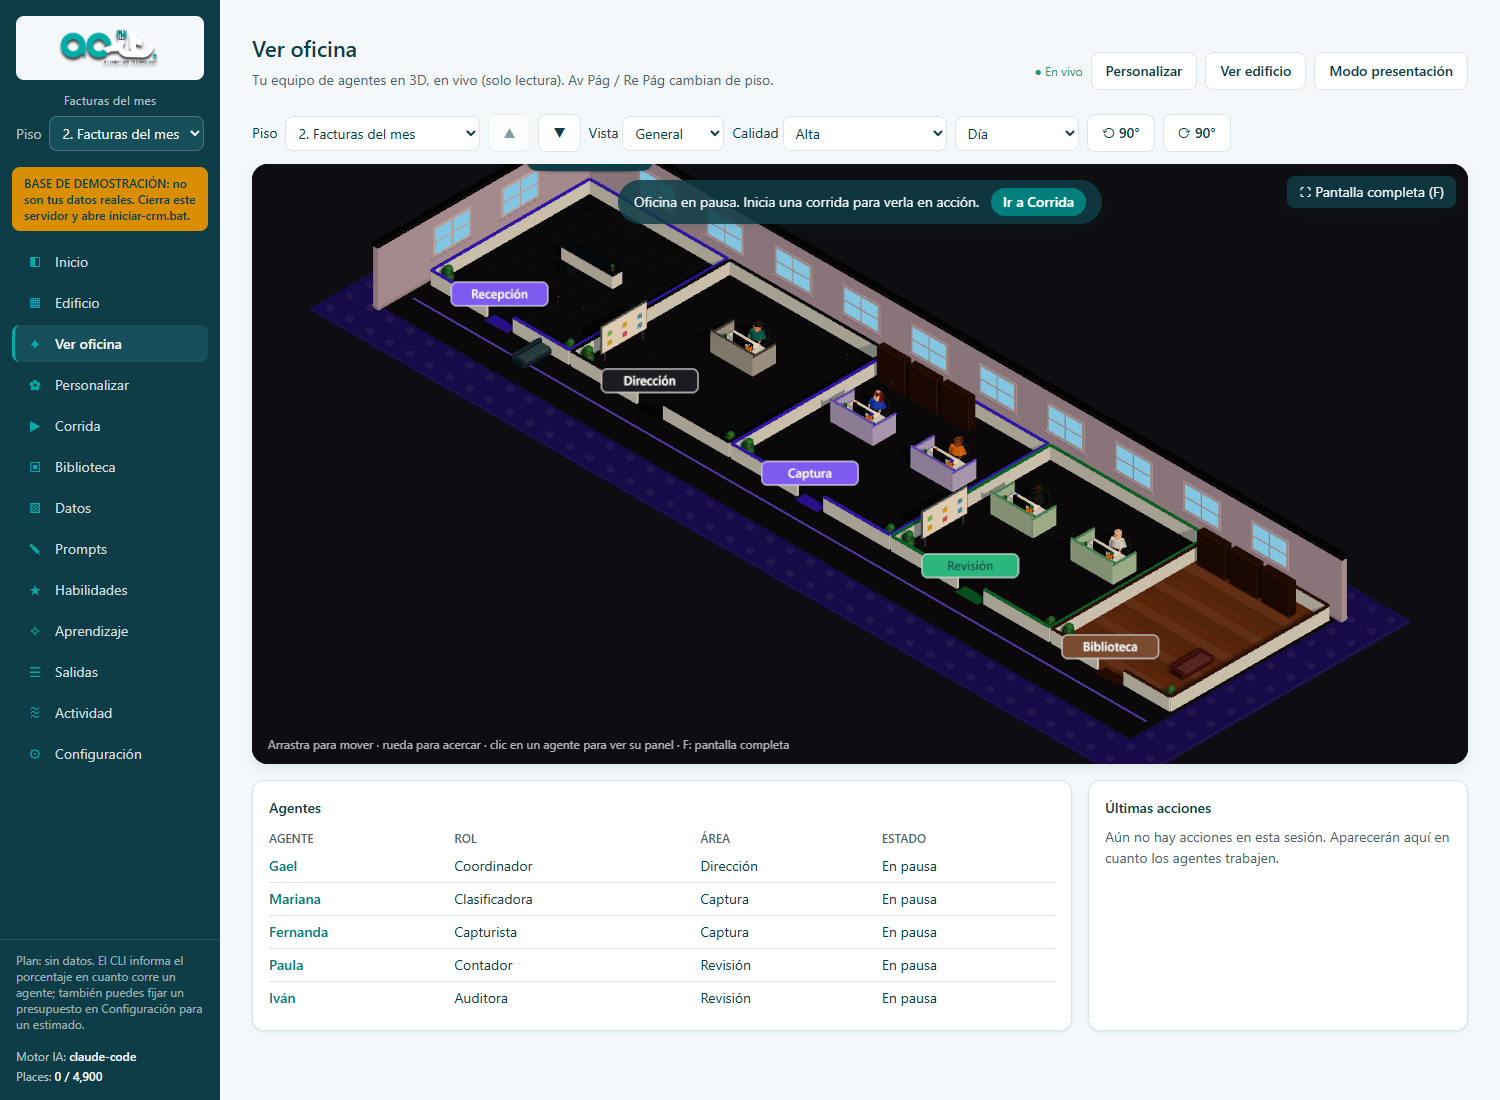 acit
Facturas del mes
Piso
2. Facturas del mes
BASE DE DEMOSTRACIÓN: no
son tus datos reales. Cierra este
servidor y abre iniciar-crm.bat.
Inicio
Edificio
Ver oficina
Personalizar
Corrida
Biblioteca
Datos
Prompts
Habilidades
Aprendizaje
Salidas
Actividad
Configuración
Plan: sin datos. El CLI informa el
porcentaje en cuanto corre un
agente; también puedes fijar un
presupuesto en Configuración para
un estimado.
Motor IA: claude-code
Places: 0 / 4,900
Ver oficina
Tu equipo de agentes en 3D, en vivo (solo lectura). Av Pág / Re Pág cambian de piso.
● En vivo
Personalizar
Ver edificio
Modo presentación
Piso
2. Facturas del mes
▲
▼
Vista
General
Calidad
Alta
Día
⟲ 90°
⟳ 90°
Oficina en pausa. Inicia una corrida para verla en acción.
Ir a Corrida
Pantalla completa (F)
Recepción
Dirección
Captura
Revisión
Biblioteca
Arrastra para mover · rueda para acercar · clic en un agente para ver su panel · F: pantalla completa
Agentes
AGENTE ROL ÁREA ESTADO
Gael Coordinador Dirección En pausa
Mariana Clasificadora Captura En pausa
Fernanda Capturista Captura En pausa
Paula Contador Revisión En pausa
Iván Auditora Revisión En pausa
Últimas acciones
Aún no hay acciones en esta sesión. Aparecerán aquí en
cuanto los agentes trabajen.